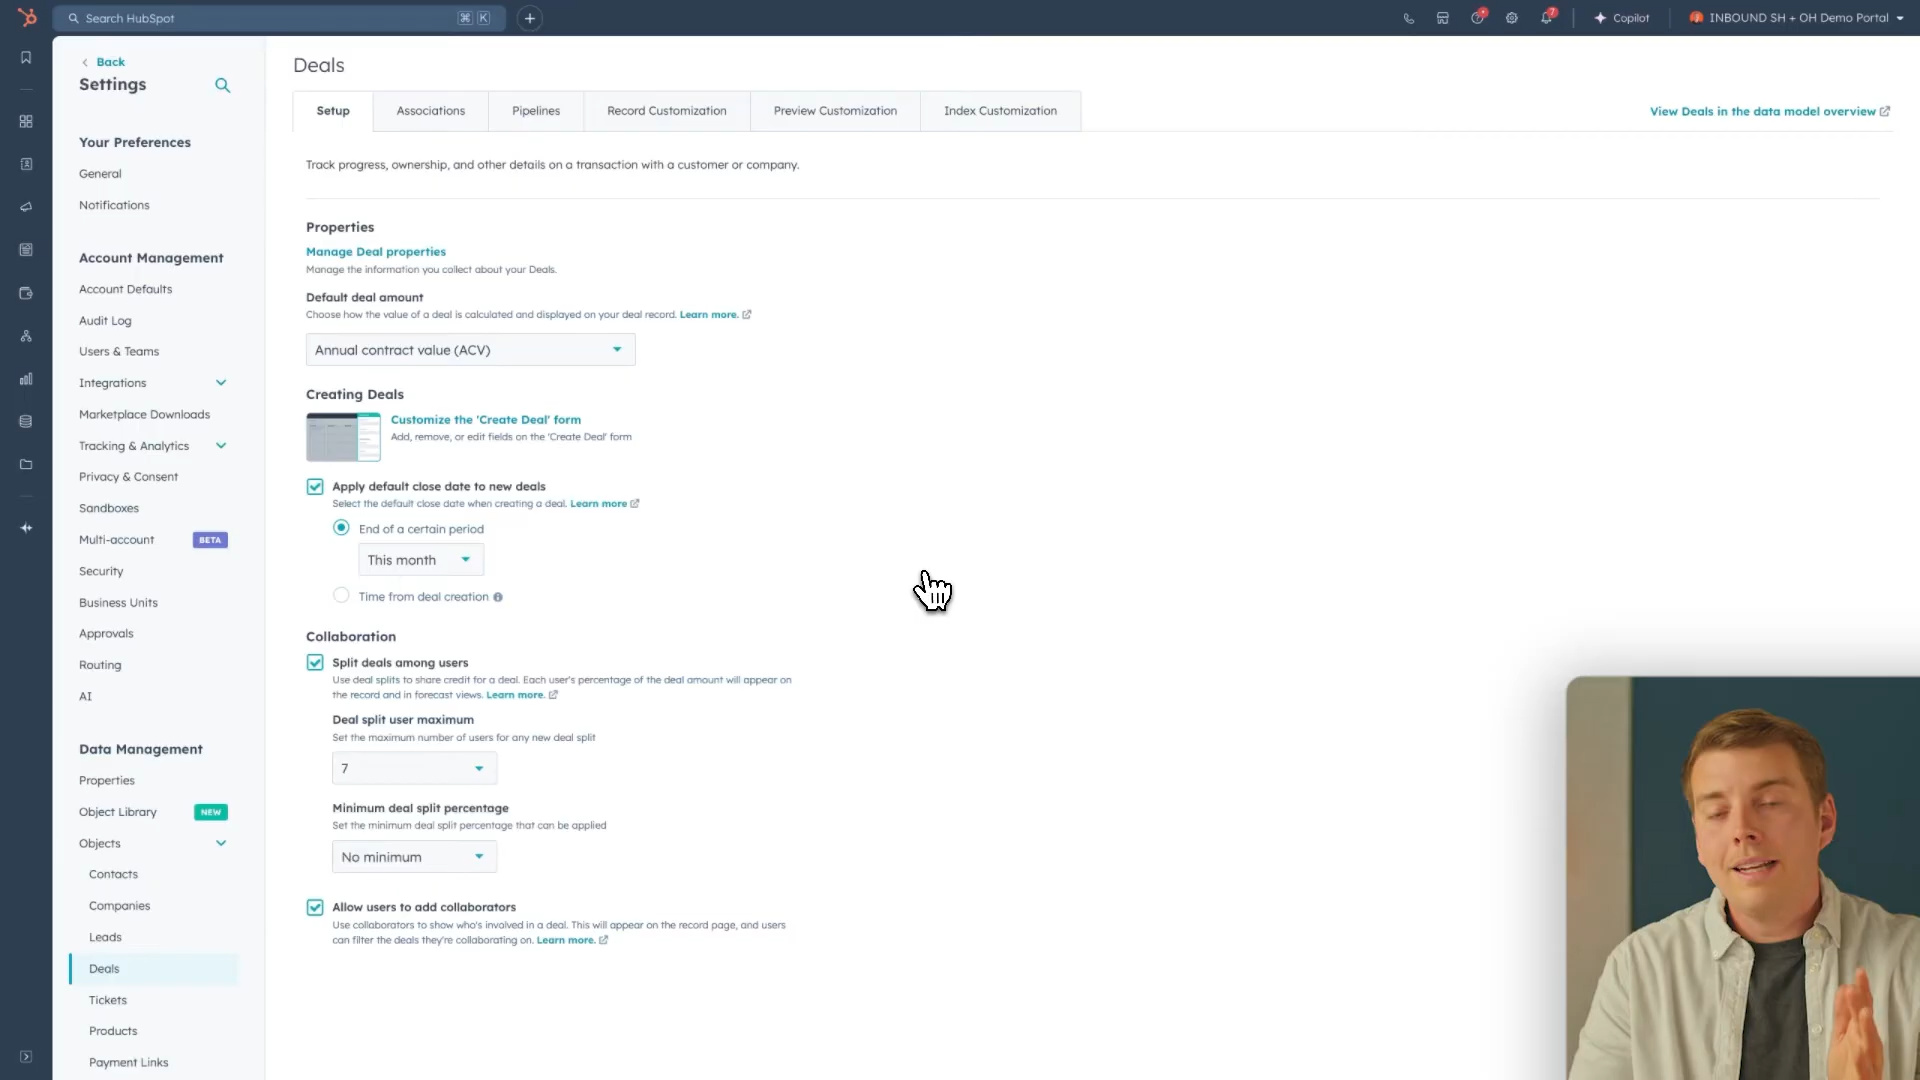 Search HubSpot
⌘ K
Copilot
INBOUND SH + OH Demo Portal
7
Back
Settings
Your Preferences
General
Notifications
Account Management
Account Defaults
Audit Log
Users & Teams
Integrations
Marketplace Downloads
Tracking & Analytics
Privacy & Consent
Sandboxes
Multi-account BETA
Security
Business Units
Approvals
Routing
AI
Data Management
Properties
Object Library NEW
Objects
Contacts
Companies
Leads
Deals
Tickets
Products
Payment Links
Deals
Setup
Associations
Pipelines
Record Customization
Preview Customization
Index Customization
View Deals in the data model overview
Track progress, ownership, and other details on a transaction with a customer or company.
Properties
Manage Deal properties
Manage the information you collect about your Deals.
Default deal amount
Choose how the value of a deal is calculated and displayed on your deal record. Learn more.
Annual contract value (ACV)
Creating Deals
Customize the 'Create Deal' form
Add, remove, or edit fields on the 'Create Deal' form
Apply default close date to new deals
Select the default close date when creating a deal. Learn more
End of a certain period
This month
Time from deal creation
Collaboration
Split deals among users
Use deal splits to share credit for a deal. Each user's percentage of the deal amount will appear on
the record and in forecast views. Learn more.
Deal split user maximum
Set the maximum number of users for any new deal split
7
Minimum deal split percentage
Set the minimum deal split percentage that can be applied
No minimum
Allow users to add collaborators
Use collaborators to show who's involved in a deal. This will appear on the record page, and users
can filter the deals they're collaborating on. Learn more.